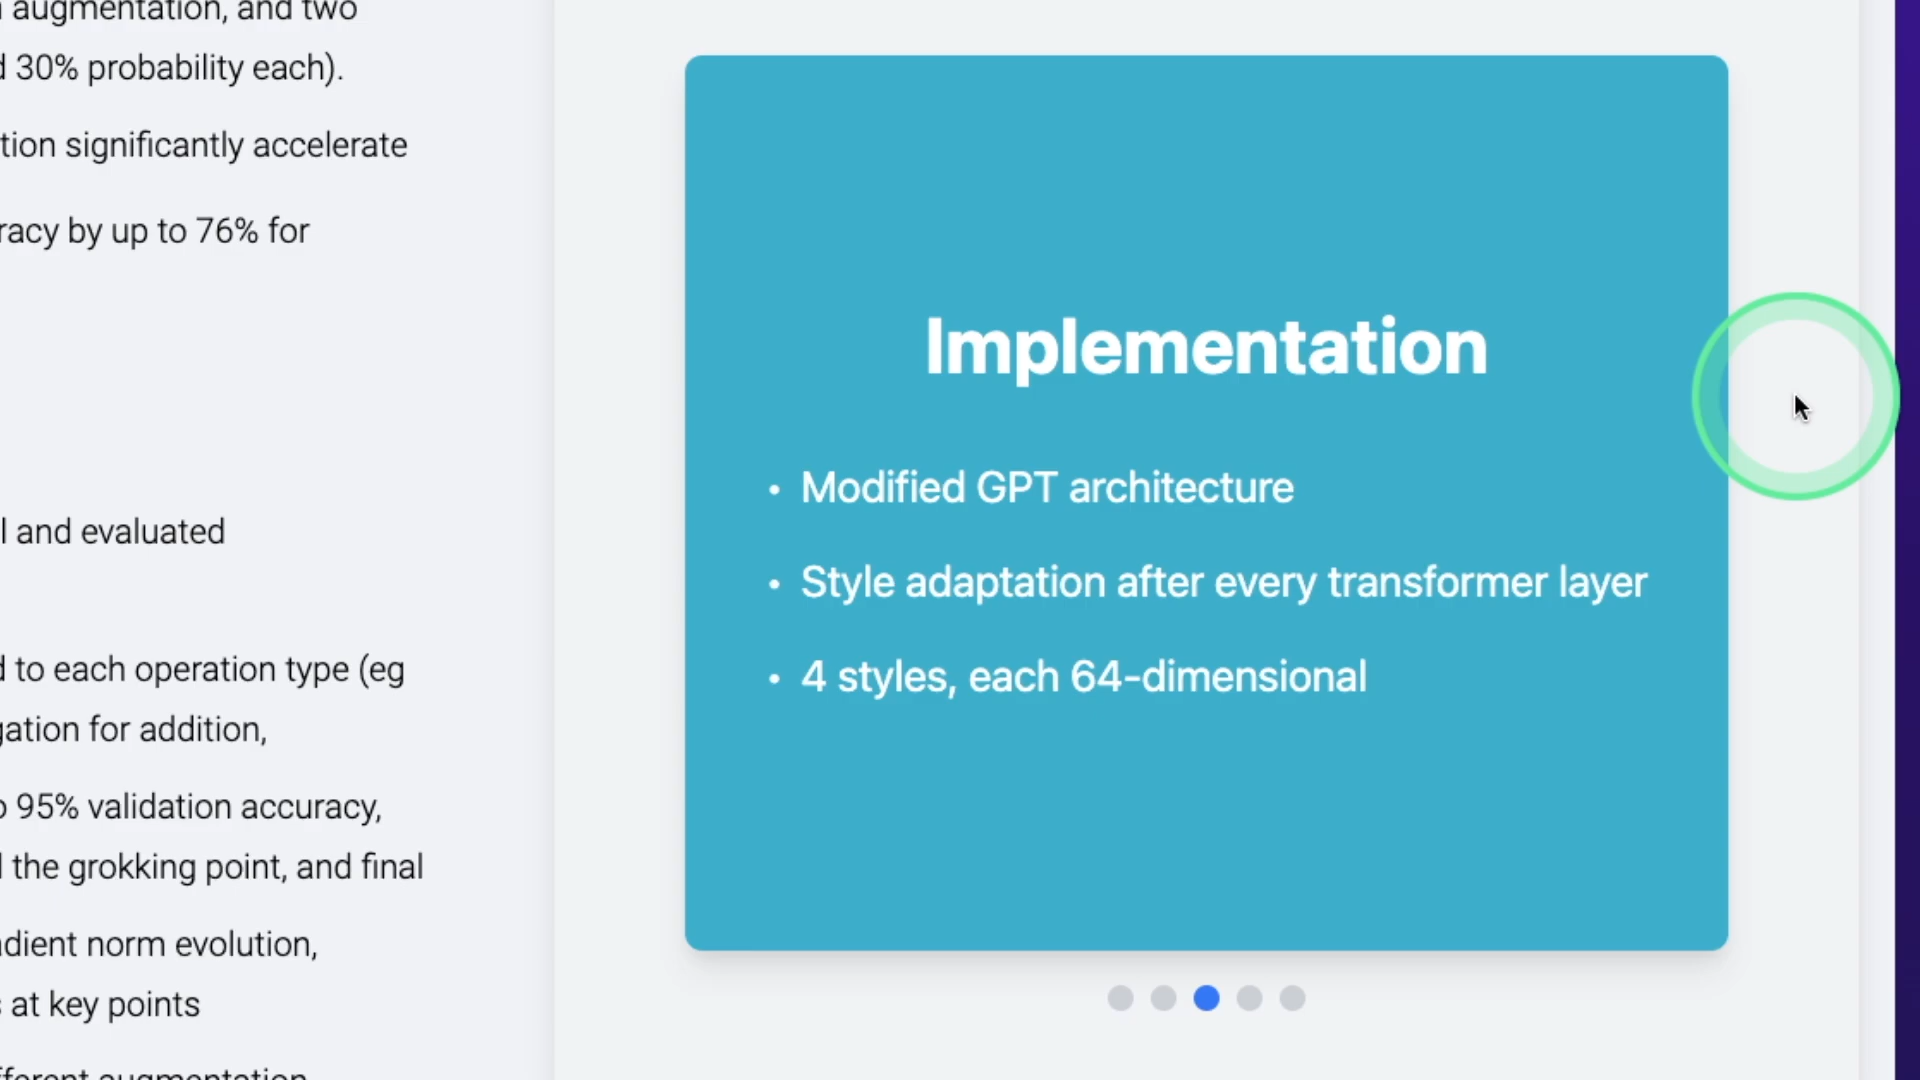 augmentation, and two
30% probability each).
tion significantly accelerate
racy by up to 76% for
l and evaluated
d to each operation type (eg
gation for addition,
95% validation accuracy,
the grokking point, and final
dient norm evolution,
at key points
fferent augmentation
Implementation
• Modified GPT architecture
• Style adaptation after every transformer layer
• 4 styles, each 64-dimensional